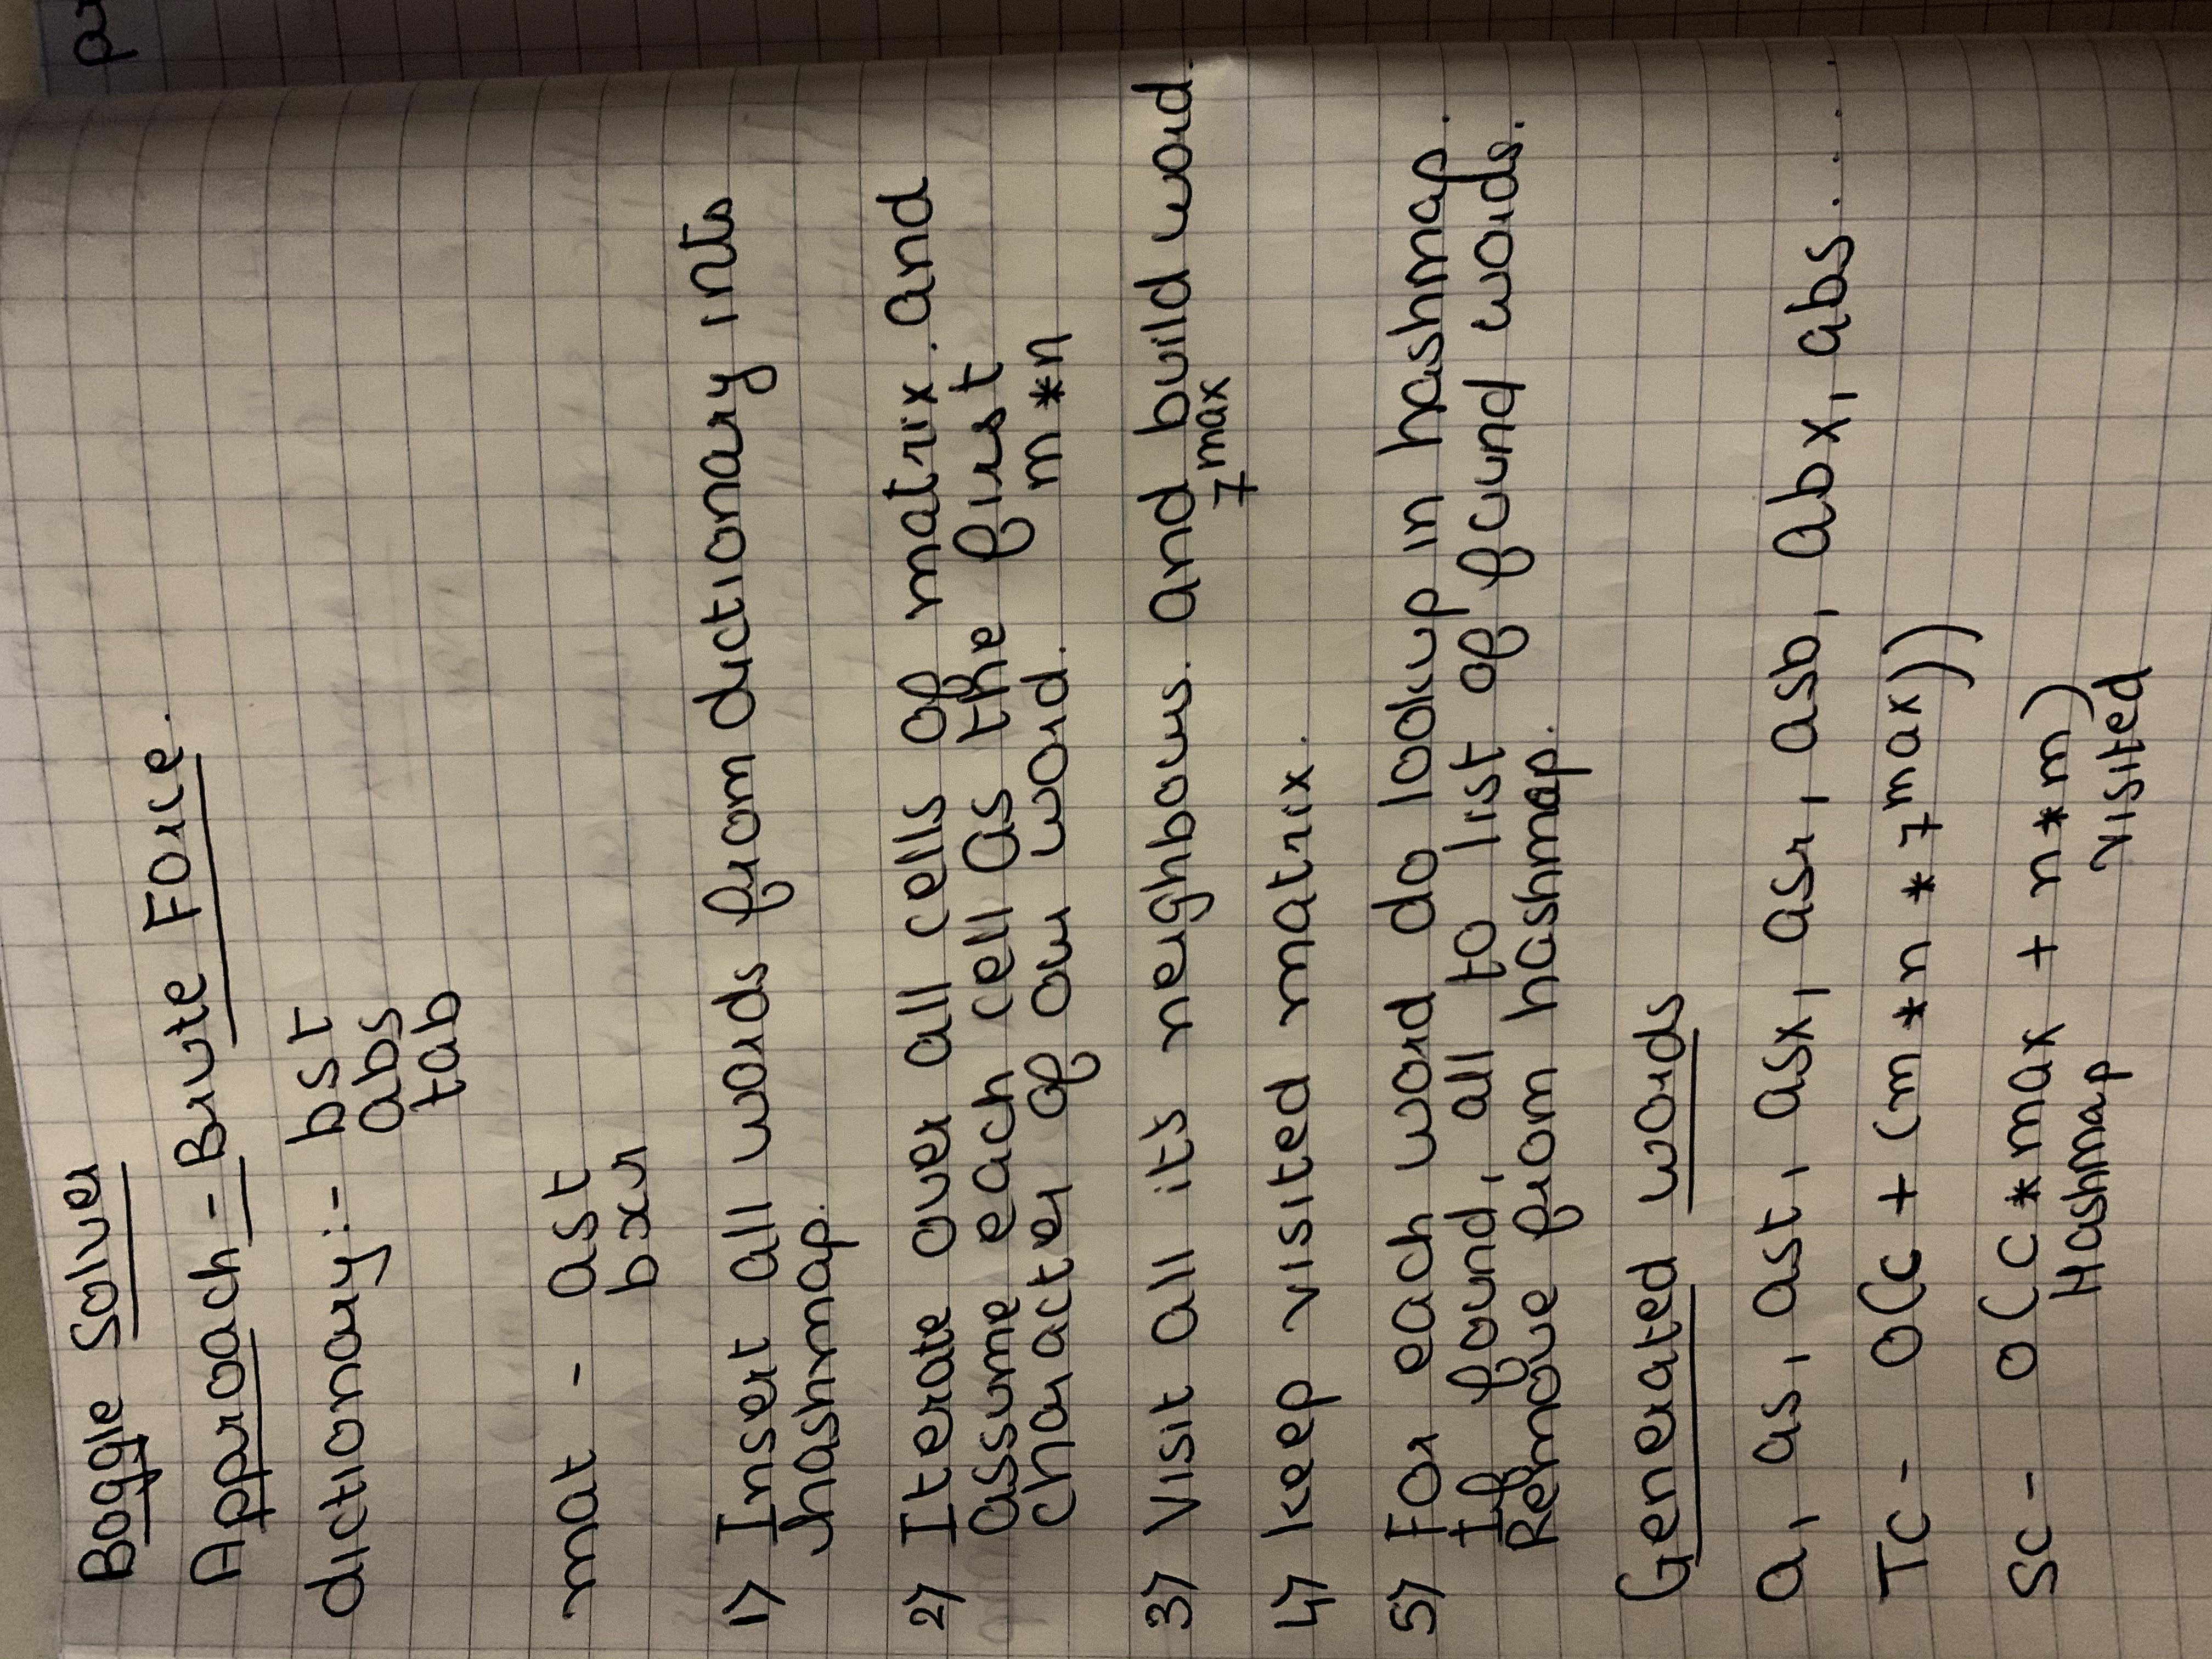 Boggle Solver
Approach - Brute Force.
dictionary:- bst
abs
tab
mat - ast
bxr
1) Insert all words from dictionary into
hashmap.
2) Iterate over all cells of matrix. and
assume each cell as the first
character of our word. m*n
3) Visit all it's neighbours. and build word.
7^max
4) keep visited matrix.
5) For each word do lookup in hashmap.
If found, all to list of found words.
Remove from hashmap.
Generated words
a, as, ast, asx, asr, asb, abx, abs.....
TC - O(C + (m*n*7^max))
SC - O(C*max + n*m)
Hashmap visited